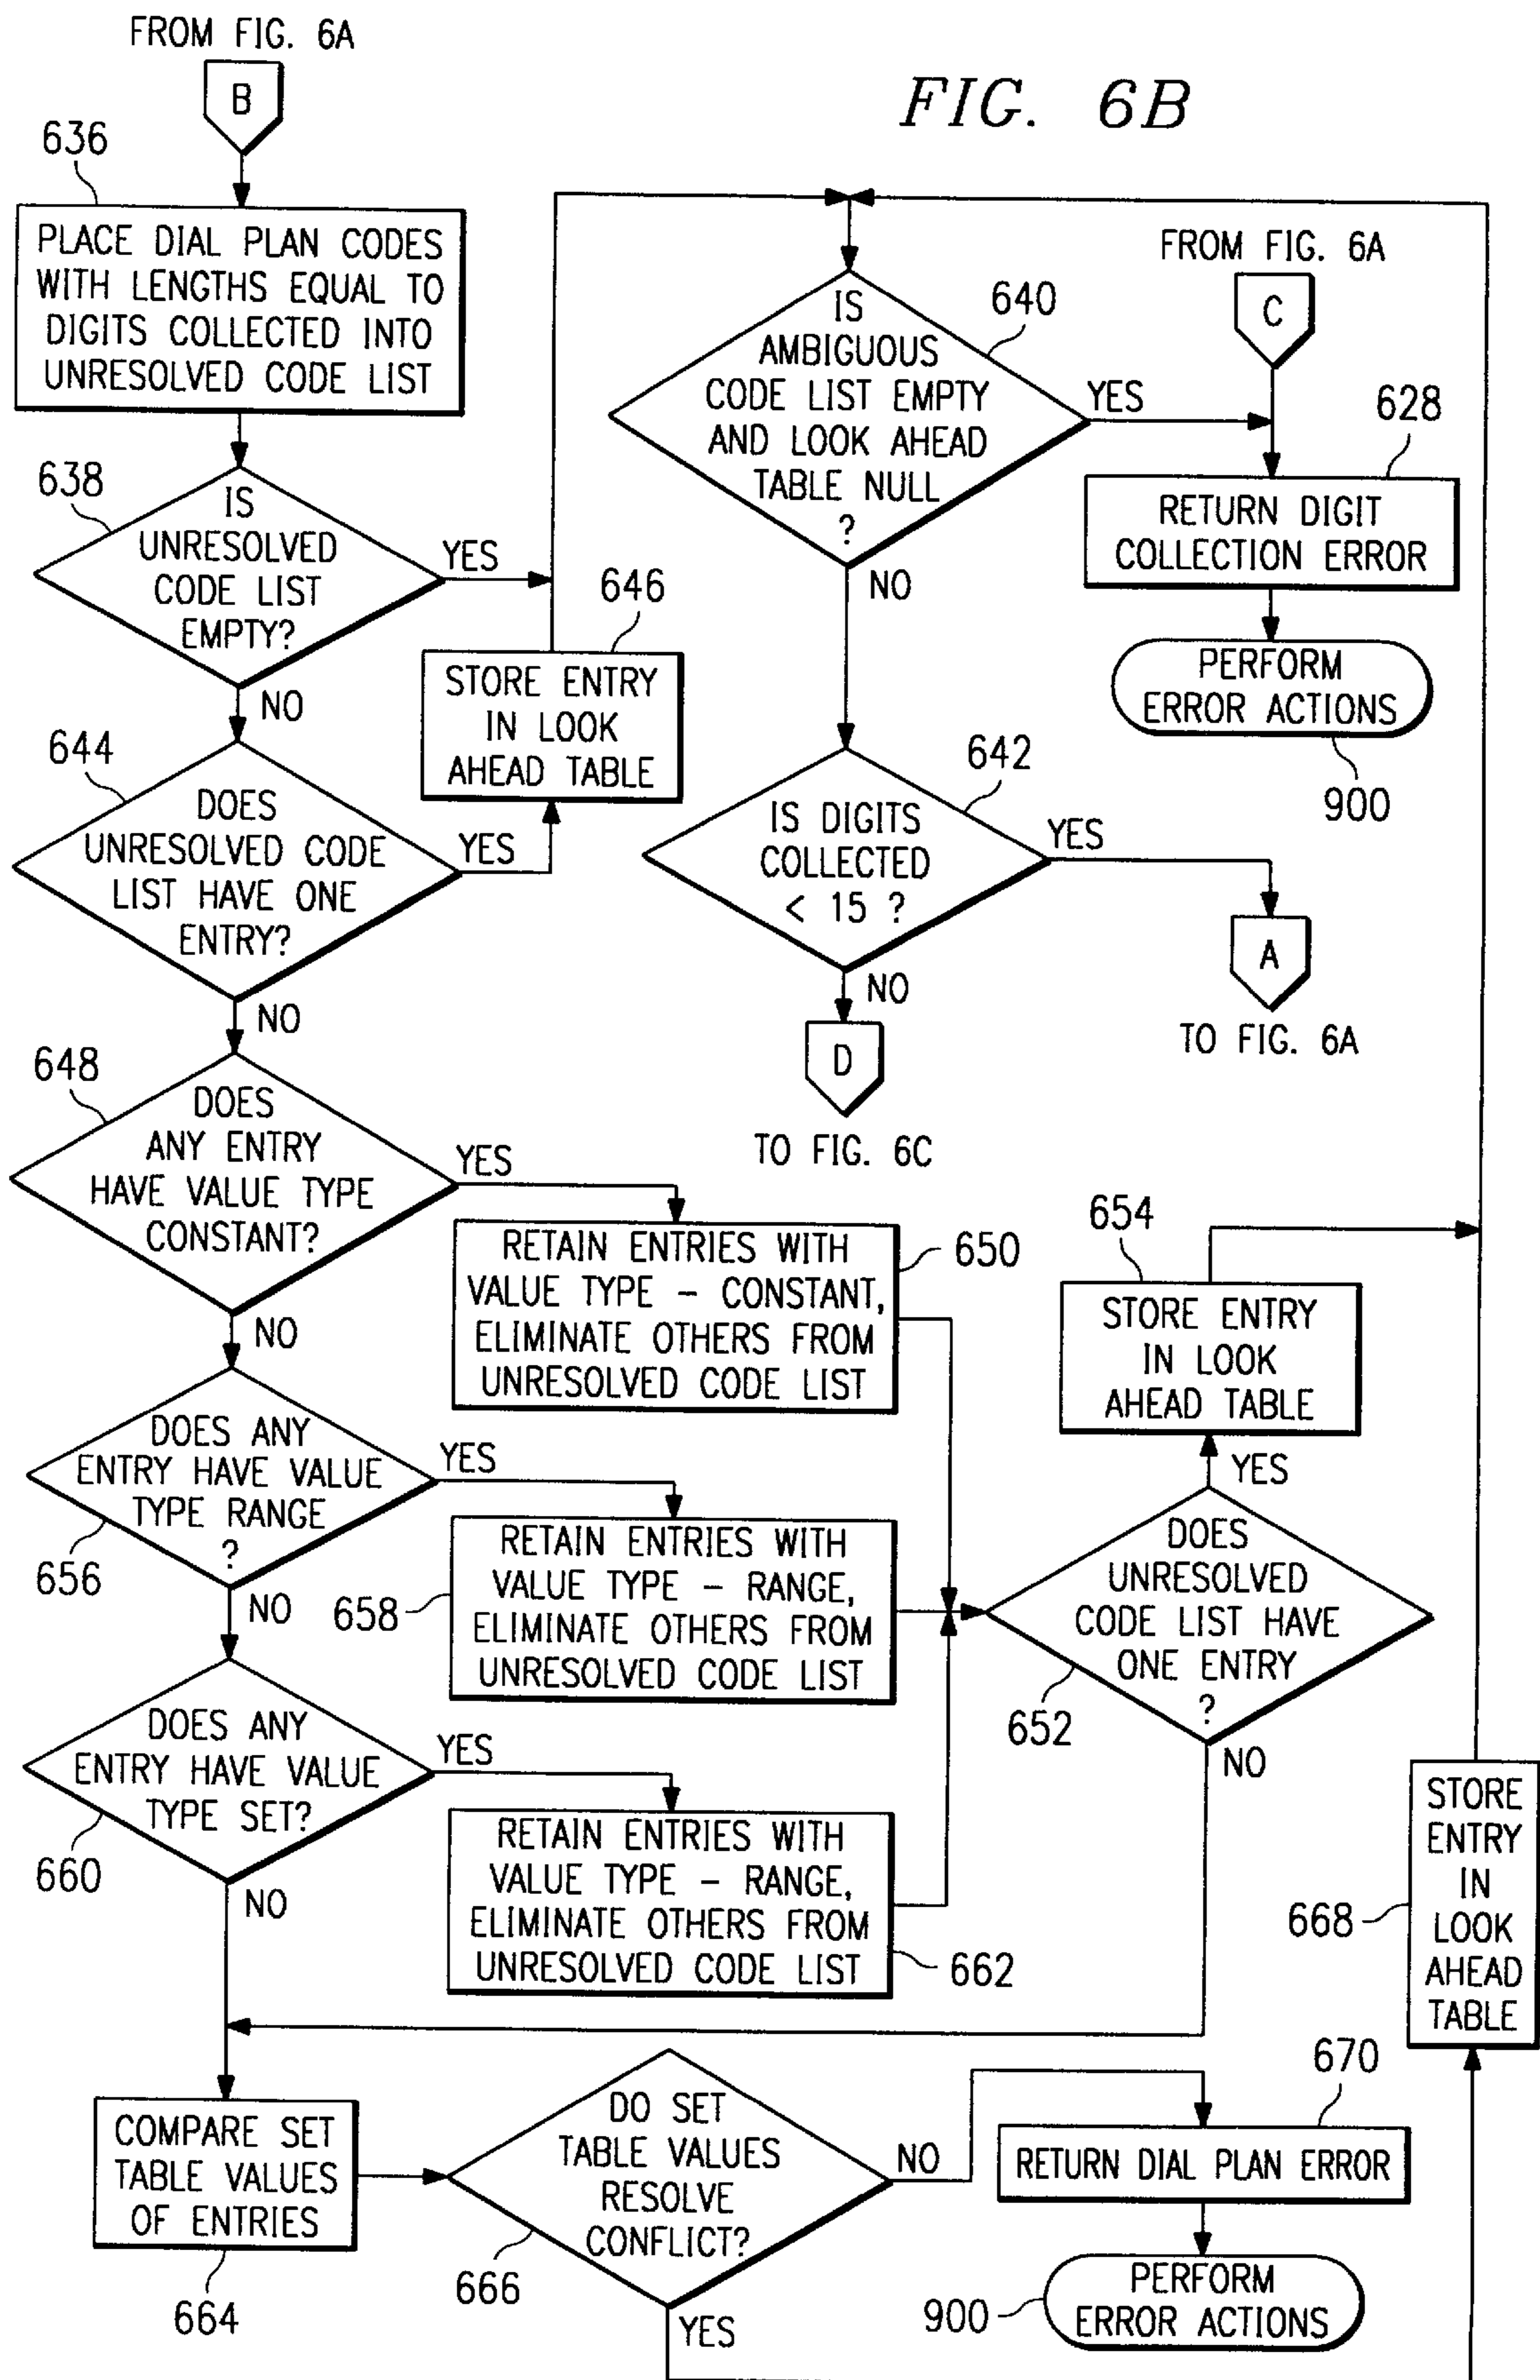 FROM FIG. 6A
B
FIG. 6B
636
PLACE DIAL PLAN CODES
WITH LENGTHS EQUAL TO
DIGITS COLLECTED INTO
UNRESOLVED CODE LIST
638
IS
UNRESOLVED
CODE LIST
EMPTY?
YES
NO
646
STORE ENTRY
IN LOOK
AHEAD TABLE
640
IS
AMBIGUOUS
CODE LIST EMPTY
AND LOOK AHEAD
TABLE NULL
?
YES
NO
FROM FIG. 6A
C
628
RETURN DIGIT
COLLECTION ERROR
PERFORM
ERROR ACTIONS
900
644
DOES
UNRESOLVED CODE
LIST HAVE ONE
ENTRY?
YES
NO
642
IS DIGITS
COLLECTED
< 15 ?
YES
NO
A
TO FIG. 6A
D
TO FIG. 6C
648
DOES
ANY ENTRY
HAVE VALUE TYPE
CONSTANT?
YES
NO
RETAIN ENTRIES WITH
VALUE TYPE – CONSTANT,
ELIMINATE OTHERS FROM
UNRESOLVED CODE LIST
650
654
STORE ENTRY
IN LOOK
AHEAD TABLE
YES
DOES ANY
ENTRY HAVE VALUE
TYPE RANGE
?
656
YES
NO
RETAIN ENTRIES WITH
VALUE TYPE – RANGE,
ELIMINATE OTHERS FROM
UNRESOLVED CODE LIST
658
DOES
UNRESOLVED
CODE LIST HAVE
ONE ENTRY
?
652
NO
DOES ANY
ENTRY HAVE VALUE
TYPE SET?
660
YES
NO
RETAIN ENTRIES WITH
VALUE TYPE – RANGE,
ELIMINATE OTHERS FROM
UNRESOLVED CODE LIST
662
STORE
ENTRY
IN
LOOK
AHEAD
TABLE
668
COMPARE SET
TABLE VALUES
OF ENTRIES
664
DO SET
TABLE VALUES
RESOLVE
CONFLICT?
666
NO
YES
670
RETURN DIAL PLAN ERROR
PERFORM
ERROR ACTIONS
900